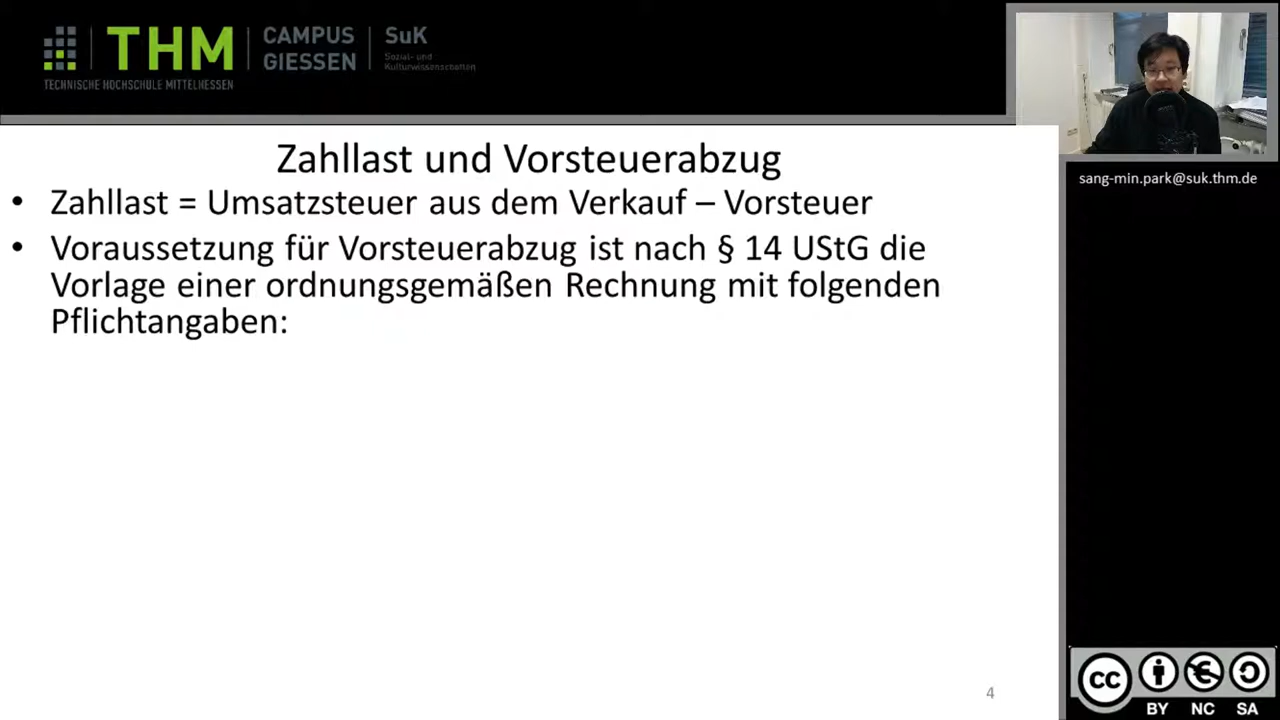 THM
CAMPUS
GIESSEN
SuK
Sozial- und
Kulturwissenschaften
TECHNISCHE HOCHSCHULE MITTELHESSEN
sang-min.park@suk.thm.de
Zahllast und Vorsteuerabzug
• Zahllast = Umsatzsteuer aus dem Verkauf – Vorsteuer
• Voraussetzung für Vorsteuerabzug ist nach § 14 UStG die
Vorlage einer ordnungsgemäßen Rechnung mit folgenden
Pflichtangaben:
4
CC
BY NC SA